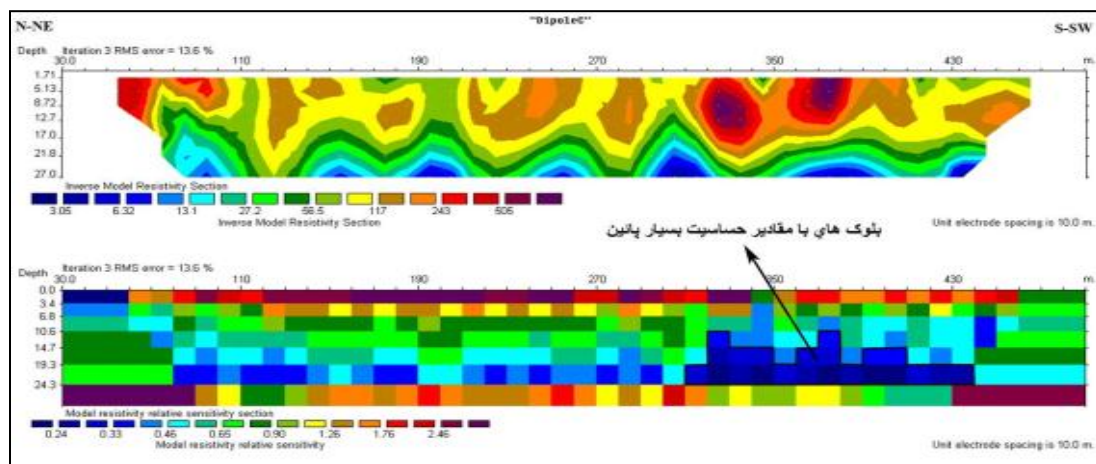 "DipoleC"
N-NE S-SW
Depth Iteration 3 RMS error = 13.6 %
30.0 110 190 270 350 430 m.
1.71
5.13
8.72
12.7
17.0
21.8
27.0
Inverse Model Resistivity Section
3.05 6.32 13.1 27.2 56.5 117 243 505
Inverse Model Resistivity Section
Unit electrode spacing is 10.0 m.
بلوک هاي با مقادير حساسيت بسيار پائين
Depth Iteration 3 RMS error = 13.6 %
30.0 110 190 270 350 430 m.
0.0
3.4
6.8
10.6
14.7
19.3
24.3
Model resistivity relative sensitivity section
0.24 0.33 0.46 0.65 0.90 1.26 1.76 2.46
Model resistivity relative sensitivity
Unit electrode spacing is 10.0 m.